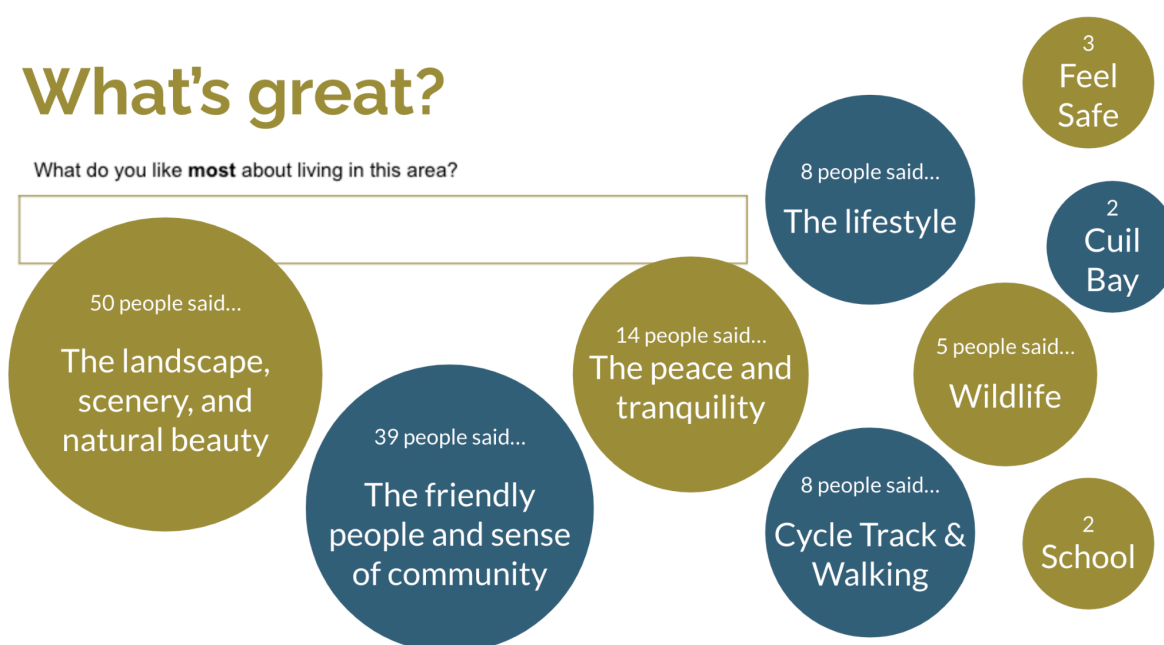 What's great?
What do you like most about living in this area?
50 people said...
The landscape,
scenery, and
natural beauty
39 people said...
The friendly
people and sense
of community
14 people said...
The peace and
tranquility
8 people said...
The lifestyle
8 people said...
Cycle Track &
Walking
5 people said...
Wildlife
3
Feel
Safe
2
Cuil
Bay
2
School